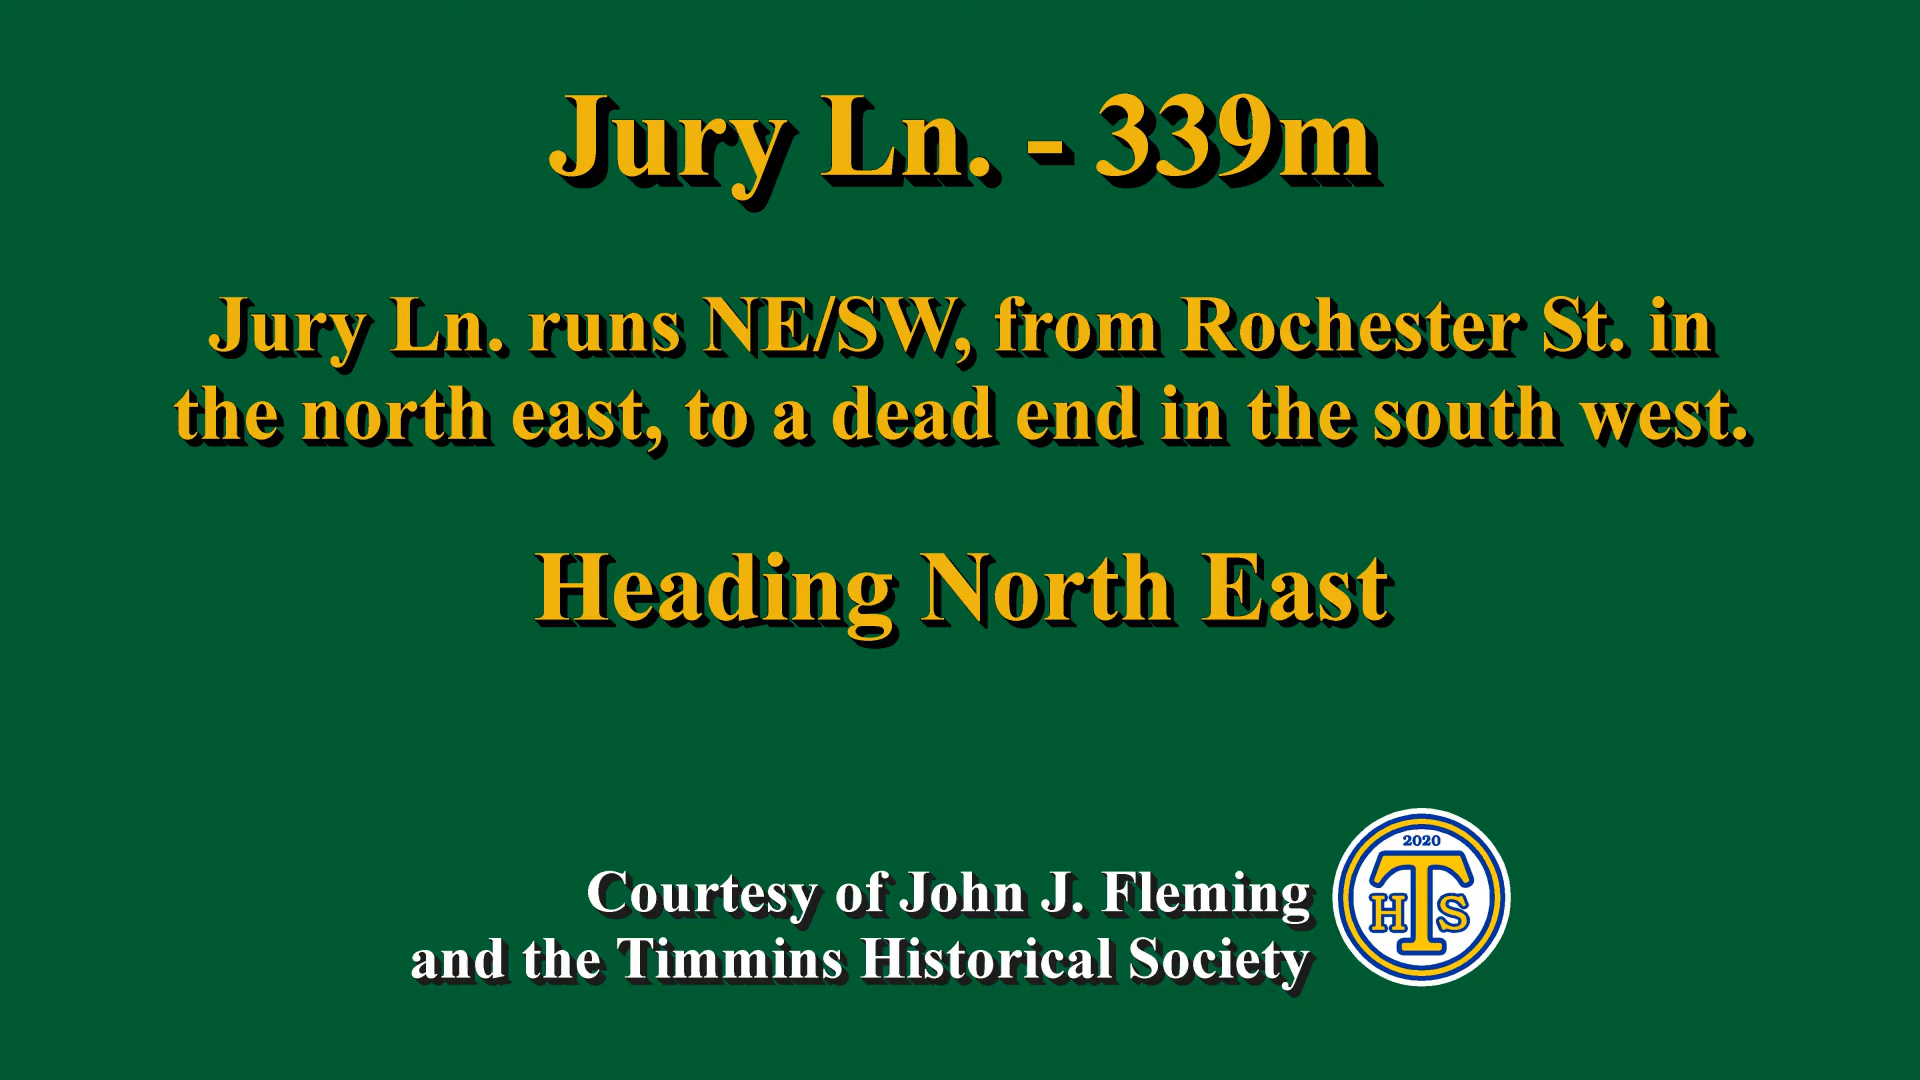 Jury Ln. - 339m
Jury Ln. runs NE/SW, from Rochester St. in
the north east, to a dead end in the south west.
Heading North East
Courtesy of John J. Fleming
and the Timmins Historical Society
2020
HTS